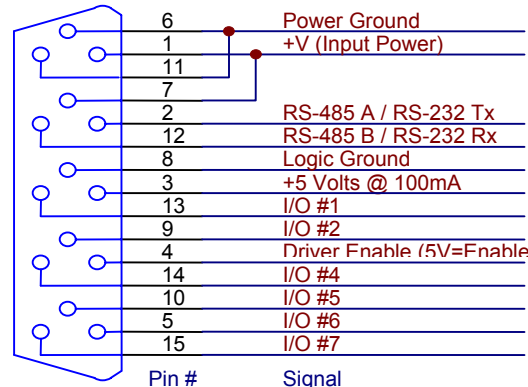 6 Power Ground
1 +V (Input Power)
11
7
2 RS-485 A / RS-232 Tx
12 RS-485 B / RS-232 Rx
8 Logic Ground
3 +5 Volts @ 100mA
13 I/O #1
9 I/O #2
4 Driver Enable (5V=Enable
14 I/O #4
10 I/O #5
5 I/O #6
15 I/O #7
Pin # Signal